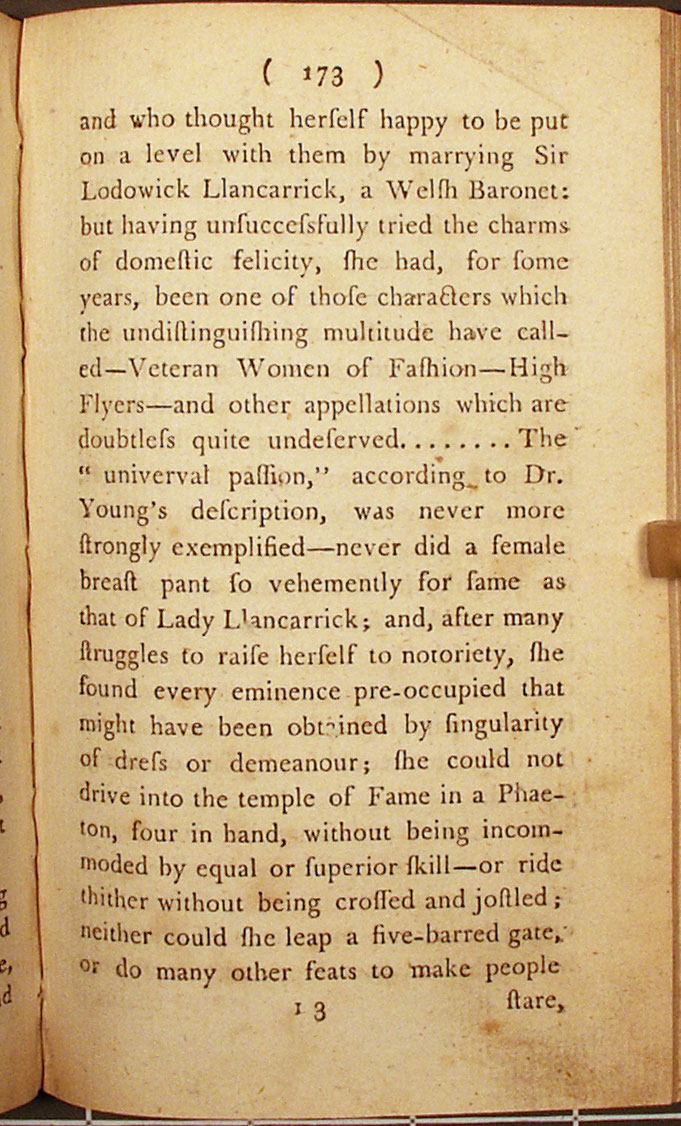 ( 173 )
and who thought herſelf happy to be put
on a level with them by marrying Sir
Lodowick Llancarrick, a Welſh Baronet:
but having unſucceſsfully tried the charms
of domeſtic felicity, ſhe had, for ſome
years, been one of thoſe characters which
the undiſtinguiſhing multitude have call-
ed—Veteran Women of Faſhion—High
Flyers—and other appellations which are
doubtleſs quite undeſerved........The
“ univerval paſſion,” according to Dr.
Young's deſcription, was never more
ſtrongly exemplified—never did a female
breaſt pant ſo vehemently for fame as
that of Lady Llancarrick; and, after many
ſtruggles to raiſe herſelf to notoriety, ſhe
found every eminence pre-occupied that
might have been obtained by ſingularity
of dreſs or demeanour; ſhe could not
drive into the temple of Fame in a Phae-
ton, four in hand, without being incom-
moded by equal or ſuperior ſkill—or ride
thither without being croſſed and joſtled;
neither could ſhe leap a five-barred gate,
or do many other feats to make people
I 3
ſtare,